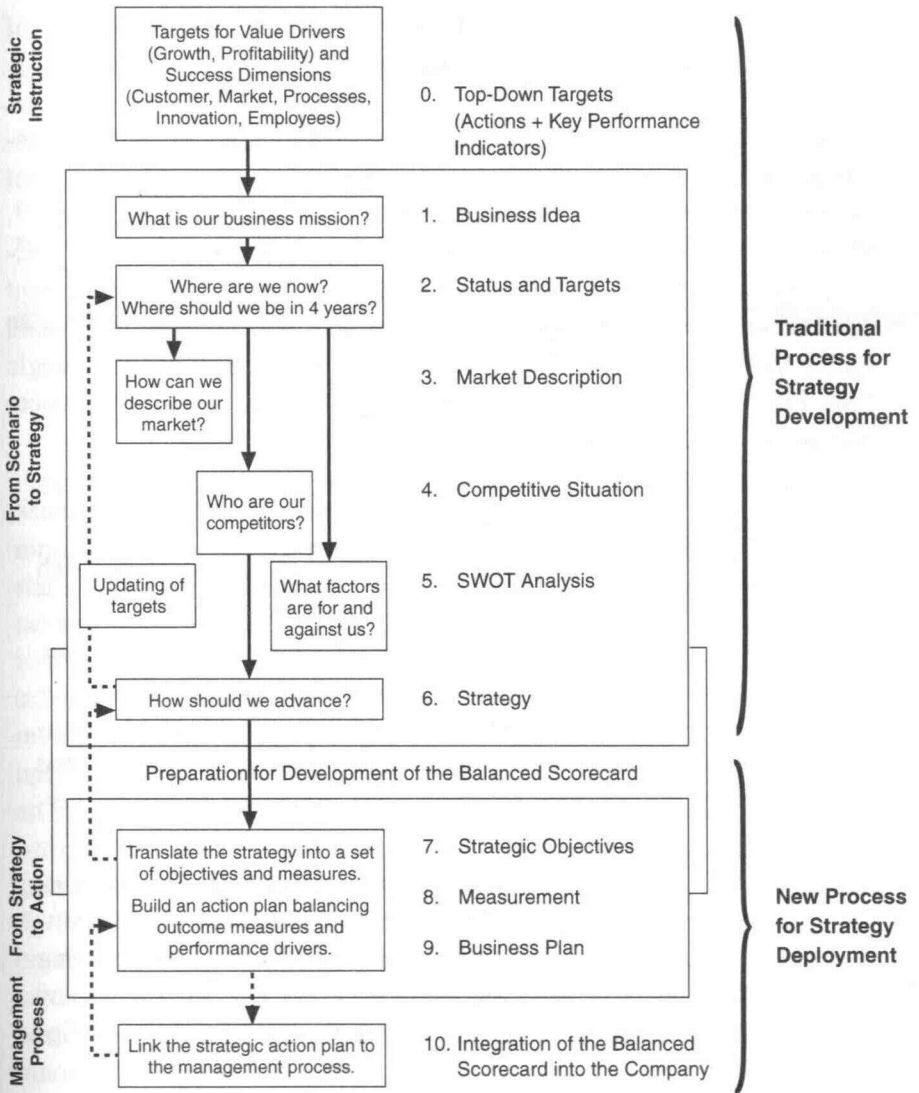 Strategic
Instruction
Targets for Value Drivers
(Growth, Profitability) and
Success Dimensions
(Customer, Market, Processes,
Innovation, Employees)
0. Top-Down Targets
(Actions + Key Performance
Indicators)
From Scenario
to Strategy
What is our business mission?
1. Business Idea
Where are we now?
Where should we be in 4 years?
2. Status and Targets
How can we
describe our
market?
3. Market Description
Who are our
competitors?
4. Competitive Situation
Updating of
targets
What factors
are for and
against us?
5. SWOT Analysis
How should we advance?
6. Strategy
Traditional
Process for
Strategy
Development
Preparation for Development of the Balanced Scorecard
From Strategy
to Action
Translate the strategy into a set
of objectives and measures.
Build an action plan balancing
outcome measures and
performance drivers.
7. Strategic Objectives
8. Measurement
9. Business Plan
New Process
for Strategy
Deployment
Management
Process
Link the strategic action plan to
the management process.
10. Integration of the Balanced
Scorecard into the Company